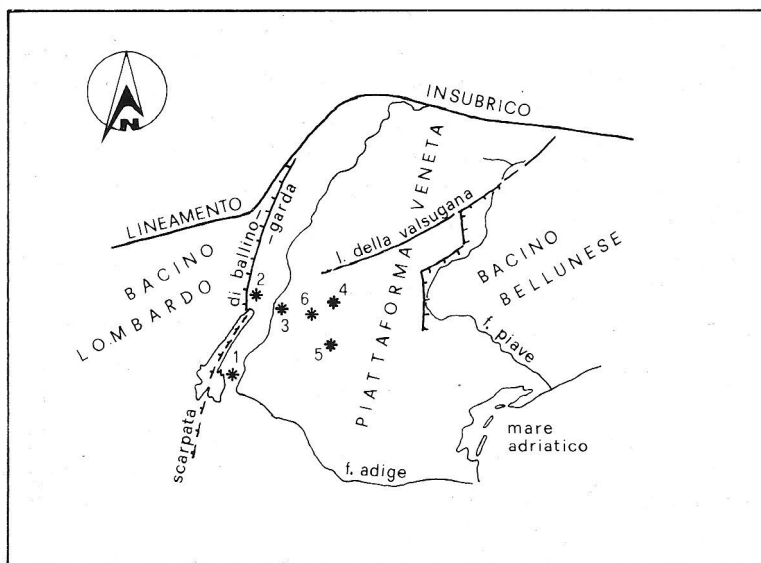 N
INSUBRICO
LINEAMENTO
BACINO
LOMBARDO
scarpata
di ballino-
-garda
PIATTAFORMA VENETA
l. della valsugana
BACINO
BELLUNESE
2
3
6
4
5
1
f. piave
mare
adriatico
f. adige